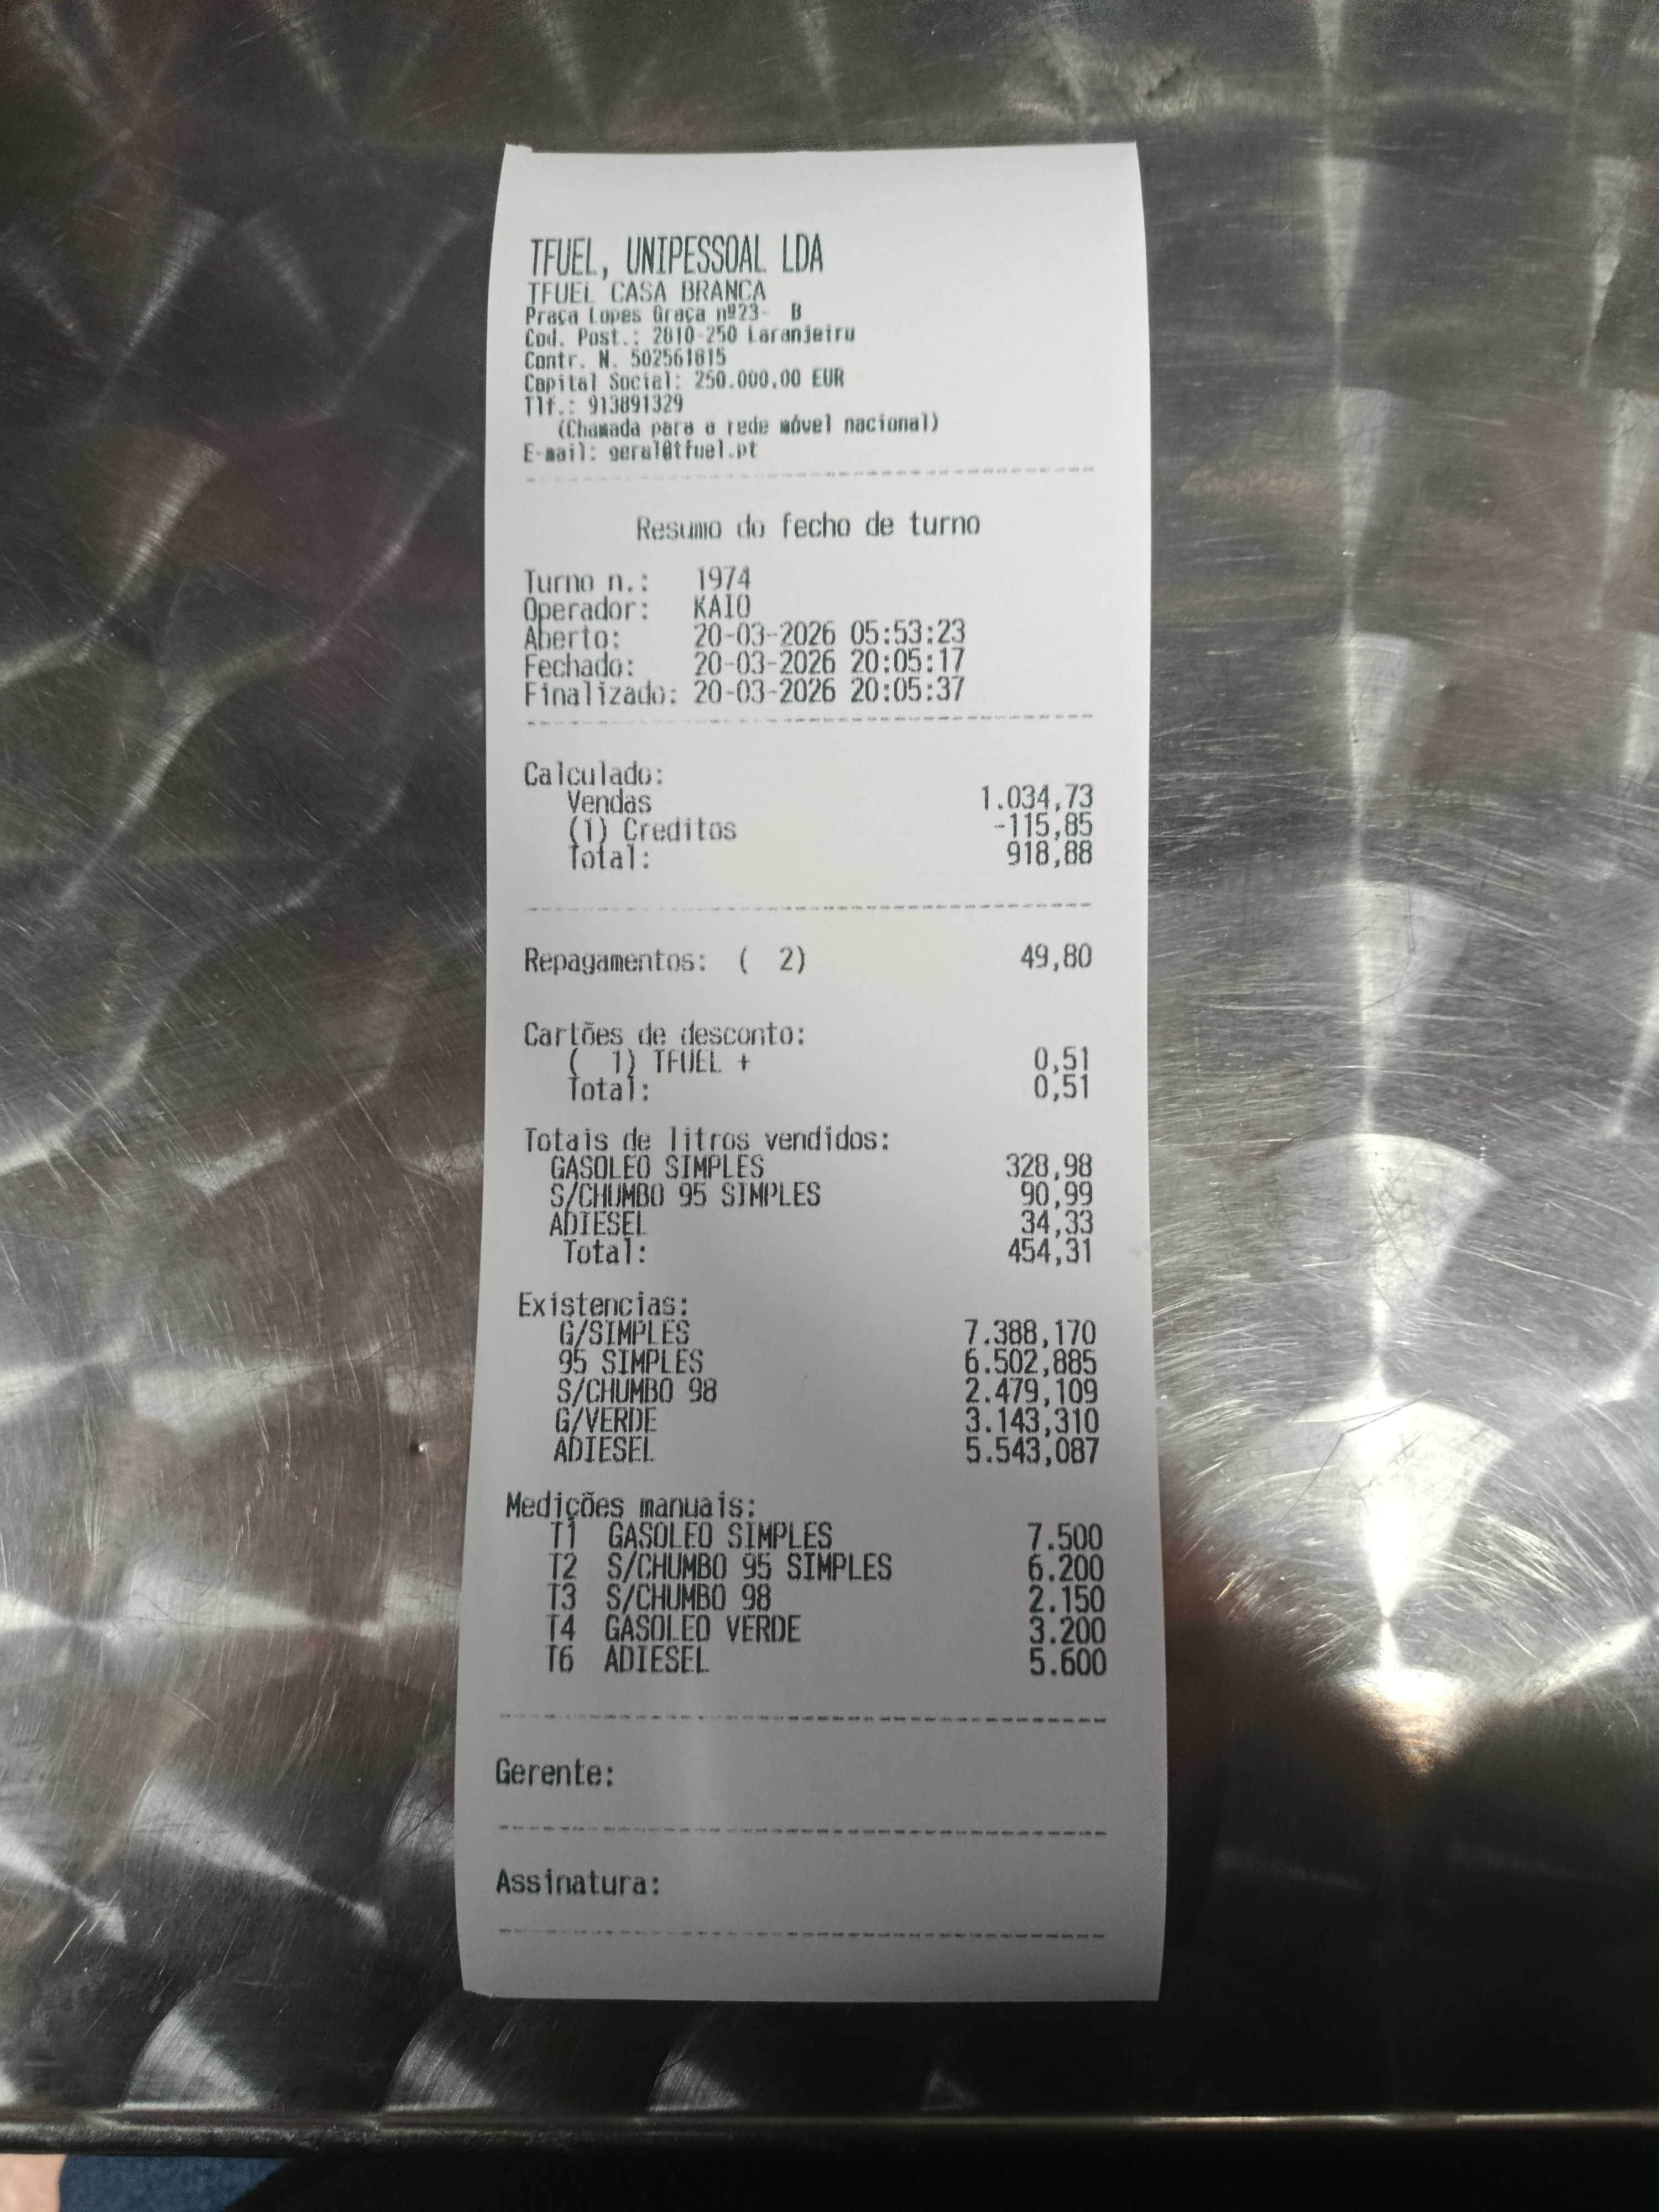 TFUEL, UNIPESSOAL LDA
TFUEL CASA BRANCA
Praça Lopes Graça nº23- B
Cod. Post.: 2810-250 Laranjeiro
Contr. N. 502561815
Capital Social: 250.000,00 EUR
Tlf.: 913891329
(Chamada para a rede móvel nacional)
E-mail: geral@tfuel.pt
Resumo do fecho de turno
Turno n.: 1974
Operador: KAIO
Aberto: 20-03-2026 05:53:23
Fechado: 20-03-2026 20:05:17
Finalizado: 20-03-2026 20:05:37
Calculado:
Vendas 1.034,73
(1) Creditos -115,85
Total: 918,88
Repagamentos: ( 2) 49,80
Cartões de desconto:
( 1) TFUEL + 0,51
Total: 0,51
Totais de litros vendidos:
GASOLEO SIMPLES 328,98
S/CHUMBO 95 SIMPLES 90,99
ADIESEL 34,33
Total: 454,31
Existencias:
G/SIMPLES 7.388,170
95 SIMPLES 6.502,885
S/CHUMBO 98 2.479,109
G/VERDE 3.143,310
ADIESEL 5.543,087
Medições manuais:
T1 GASOLEO SIMPLES 7.500
T2 S/CHUMBO 95 SIMPLES 6.200
T3 S/CHUMBO 98 2.150
T4 GASOLEO VERDE 3.200
T6 ADIESEL 5.600
Gerente:
Assinatura: